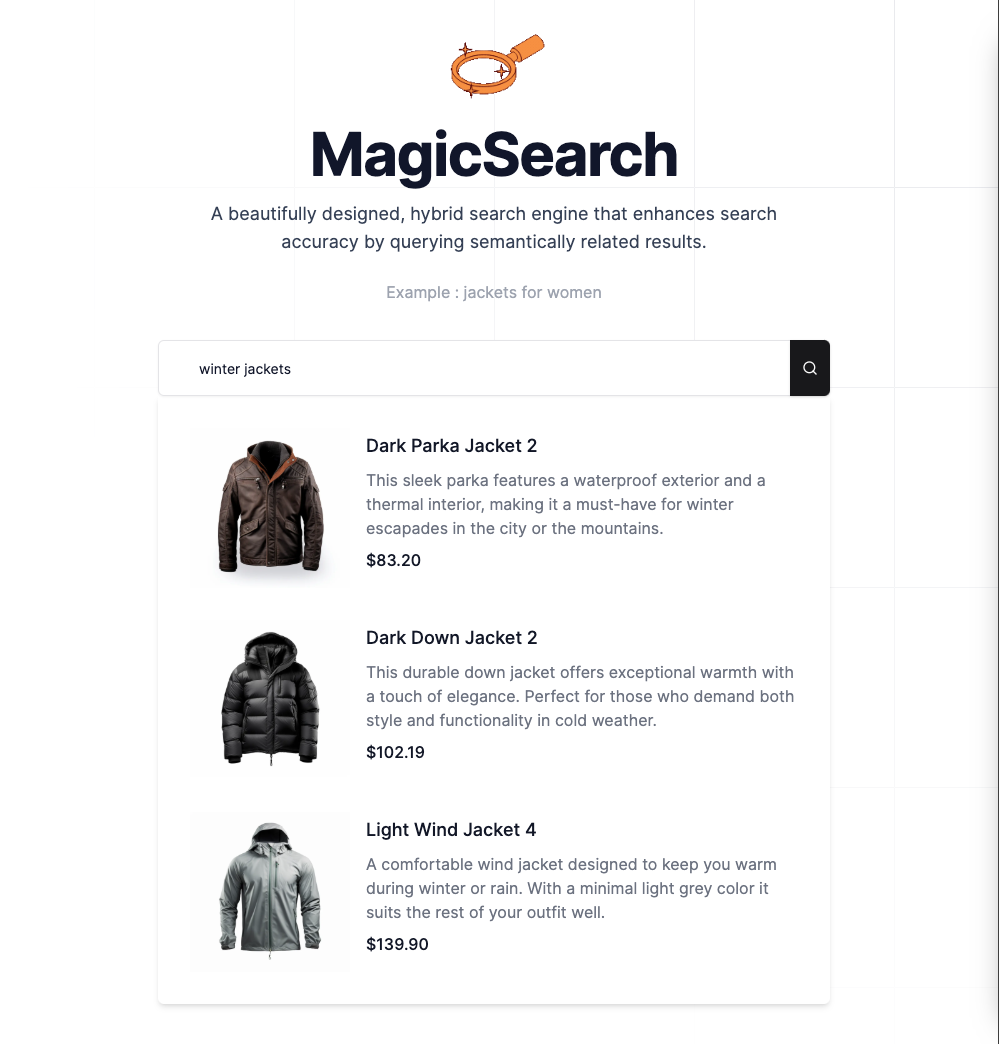 MagicSearch
A beautifully designed, hybrid search engine that enhances search
accuracy by querying semantically related results.
Example : jackets for women
winter jackets
Dark Parka Jacket 2
This sleek parka features a waterproof exterior and a
thermal interior, making it a must-have for winter
escapades in the city or the mountains.
$83.20
Dark Down Jacket 2
This durable down jacket offers exceptional warmth with
a touch of elegance. Perfect for those who demand both
style and functionality in cold weather.
$102.19
Light Wind Jacket 4
A comfortable wind jacket designed to keep you warm
during winter or rain. With a minimal light grey color it
suits the rest of your outfit well.
$139.90